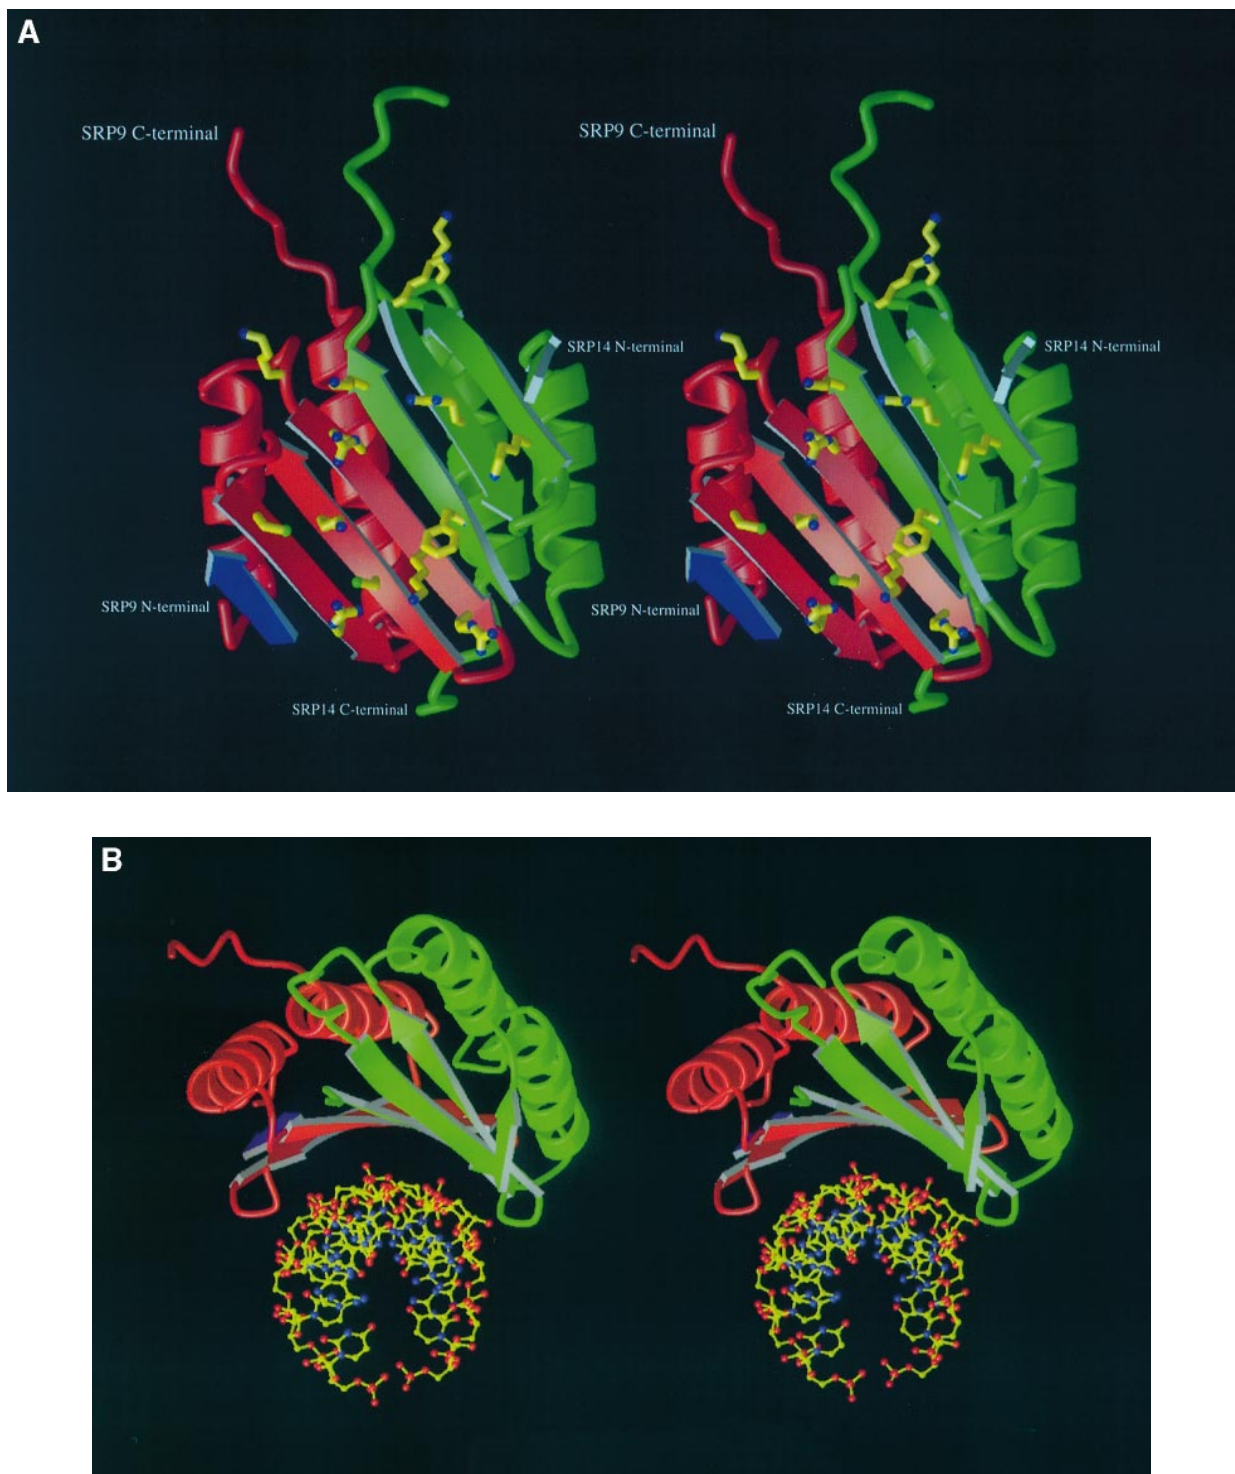 A
SRP9 C-terminal
SRP9 C-terminal
SRP14 N-terminal
SRP14 N-terminal
SRP9 N-terminal
SRP9 N-terminal
SRP14 C-terminal
SRP14 C-terminal
B